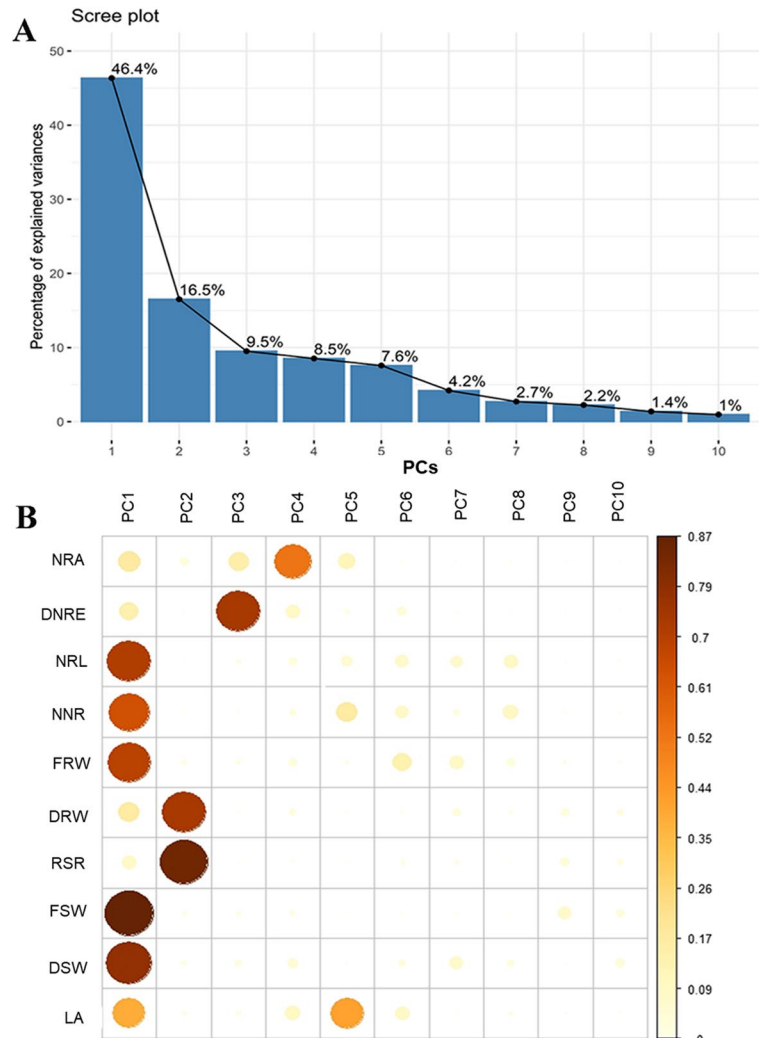 Scree plot
A
Percentage of explained variances
50
40
30
20
10
0
46.4%
16.5%
9.5%
8.5%
7.6%
4.2%
2.7%
2.2%
1.4%
1%
1 2 3 4 5 6 7 8 9 10
PCs
B
PC1 PC2 PC3 PC4 PC5 PC6 PC7 PC8 PC9 PC10
NRA
DNRE
NRL
NNR
FRW
DRW
RSR
FSW
DSW
LA
0.87
0.79
0.7
0.61
0.52
0.44
0.35
0.26
0.17
0.09
0